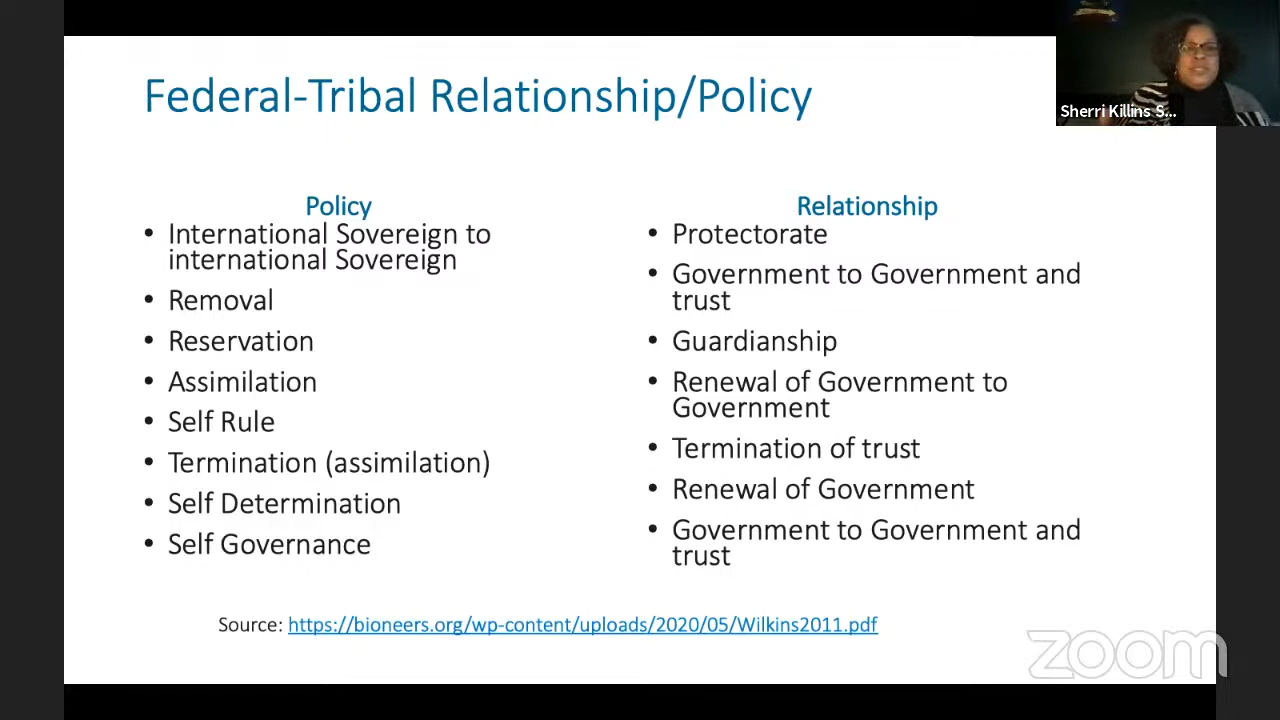 Federal-Tribal Relationship/Policy
Sherri Killins S...
Policy
• International Sovereign to
international Sovereign
• Removal
• Reservation
• Assimilation
• Self Rule
• Termination (assimilation)
• Self Determination
• Self Governance
Relationship
• Protectorate
• Government to Government and
trust
• Guardianship
• Renewal of Government to
Government
• Termination of trust
• Renewal of Government
• Government to Government and
trust
Source: https://bioneers.org/wp-content/uploads/2020/05/Wilkins2011.pdf
zoom